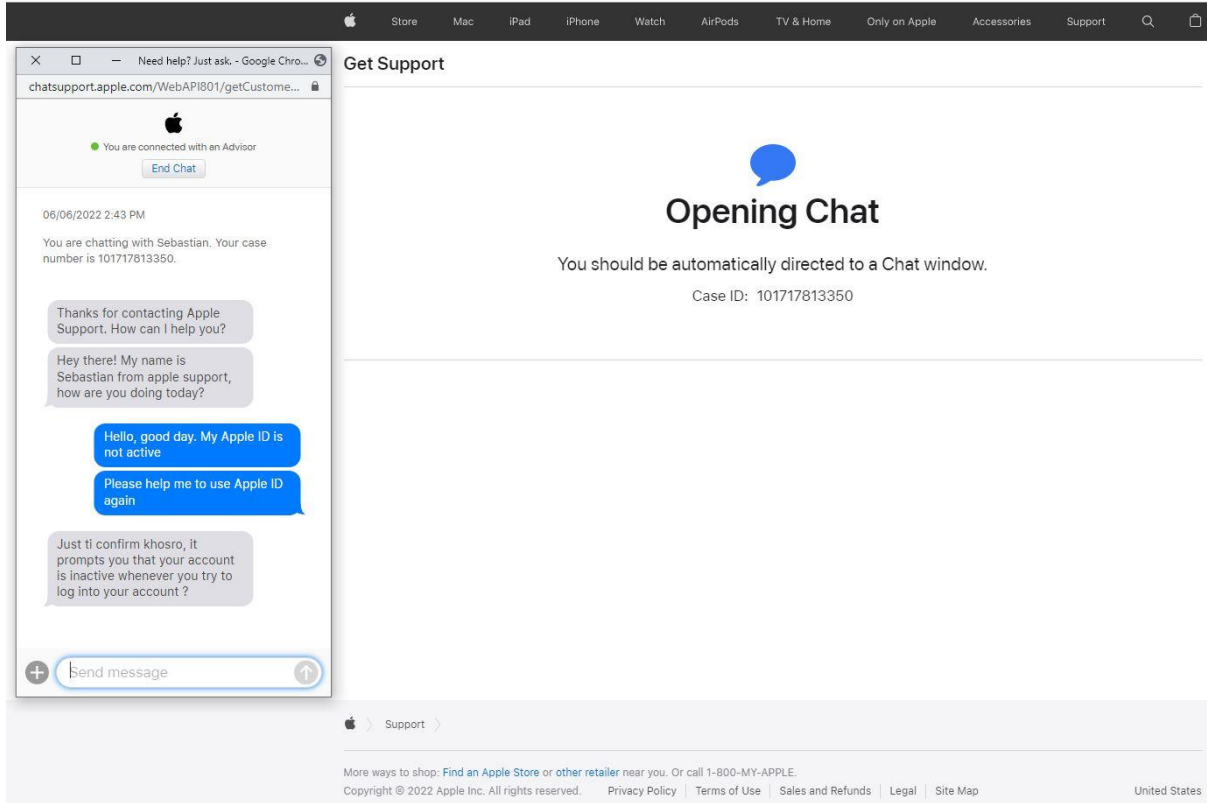 Store Mac iPad iPhone Watch AirPods TV & Home Only on Apple Accessories Support
Need help? Just ask. - Google Chro...
chatsupport.apple.com/WebAPI801/getCustome...
You are connected with an Advisor
End Chat
06/06/2022 2:43 PM
You are chatting with Sebastian. Your case
number is 101717813350.
Thanks for contacting Apple
Support. How can I help you?
Hey there! My name is
Sebastian from apple support,
how are you doing today?
Hello, good day. My Apple ID is
not active
Please help me to use Apple ID
again
Just ti confirm khosro, it
prompts you that your account
is inactive whenever you try to
log into your account ?
Send message
Get Support
Opening Chat
You should be automatically directed to a Chat window.
Case ID: 101717813350
Support
More ways to shop: Find an Apple Store or other retailer near you. Or call 1-800-MY-APPLE.
Copyright © 2022 Apple Inc. All rights reserved. Privacy Policy | Terms of Use | Sales and Refunds | Legal | Site Map United States